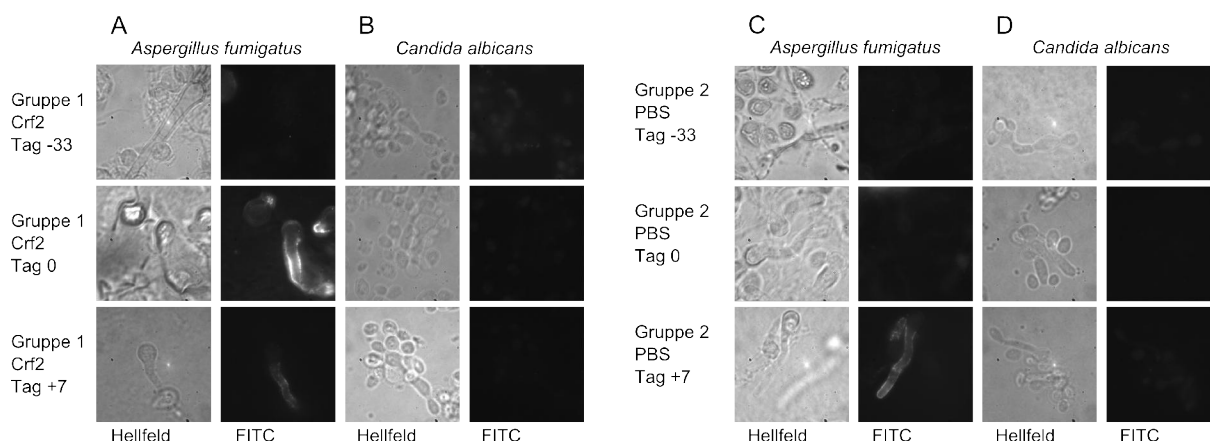 A
B
Aspergillus fumigatus
Candida albicans
Gruppe 1
Crf2
Tag -33
Gruppe 1
Crf2
Tag 0
Gruppe 1
Crf2
Tag +7
Hellfeld
FITC
Hellfeld
FITC
C
D
Aspergillus fumigatus
Candida albicans
Gruppe 2
PBS
Tag -33
Gruppe 2
PBS
Tag 0
Gruppe 2
PBS
Tag +7
Hellfeld
FITC
Hellfeld
FITC